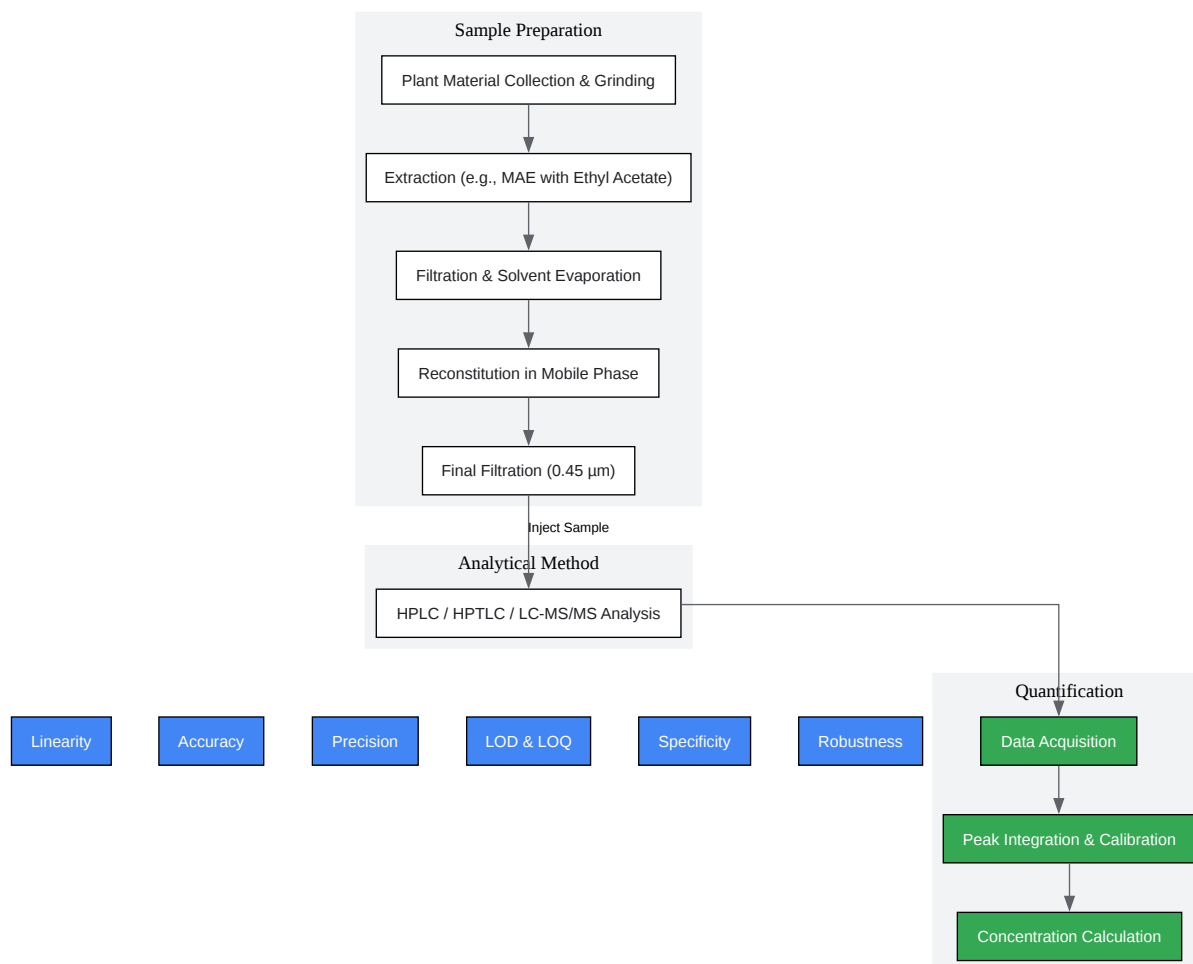 Sample Preparation
Plant Material Collection & Grinding
Extraction (e.g., MAE with Ethyl Acetate)
Filtration & Solvent Evaporation
Reconstitution in Mobile Phase
Final Filtration (0.45 µm)
Inject Sample
Analytical Method
HPLC / HPTLC / LC-MS/MS Analysis
Linearity
Accuracy
Precision
LOD & LOQ
Specificity
Robustness
Quantification
Data Acquisition
Peak Integration & Calibration
Concentration Calculation